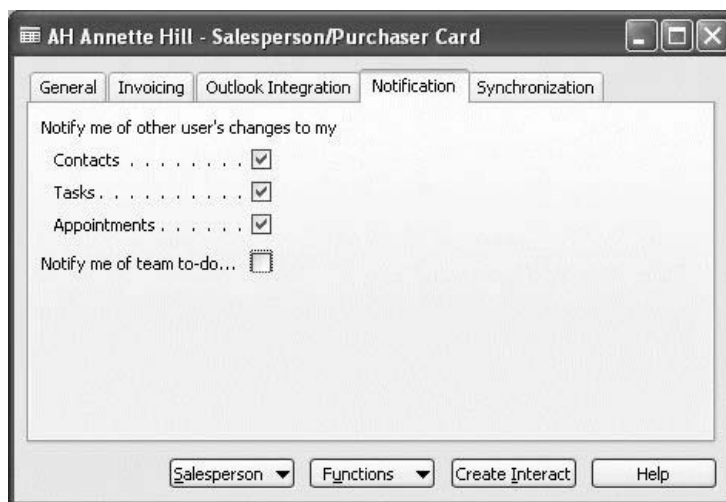 AH Annette Hill - Salesperson/Purchaser Card
General Invoicing Outlook Integration Notification Synchronization
Notify me of other user's changes to my
Contacts . . . . . . . .
Tasks . . . . . . . . . .
Appointments . . . . . .
Notify me of team to-do...
Salesperson Functions Create Interact Help